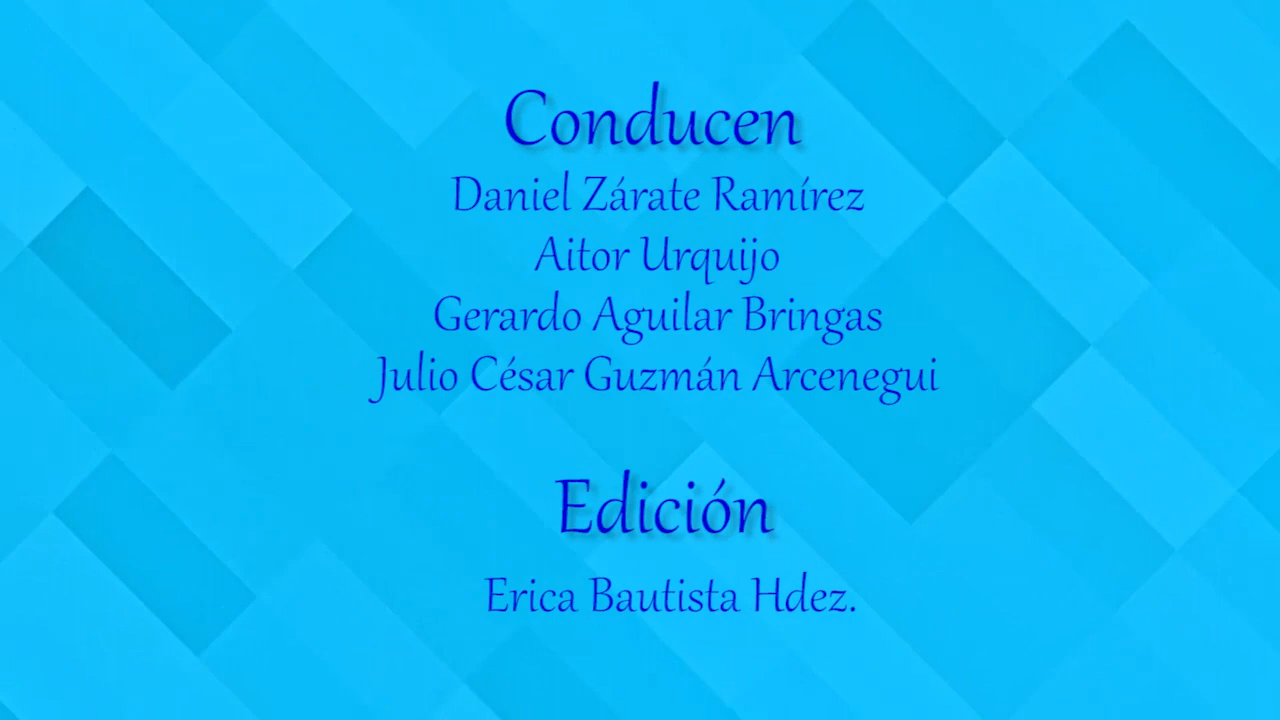 Conducen
Daniel Zárate Ramírez
Aitor Urquijo
Gerardo Aguilar Bringas
Julio César Guzmán Arcenegui
Edición
Erica Bautista Hdez.